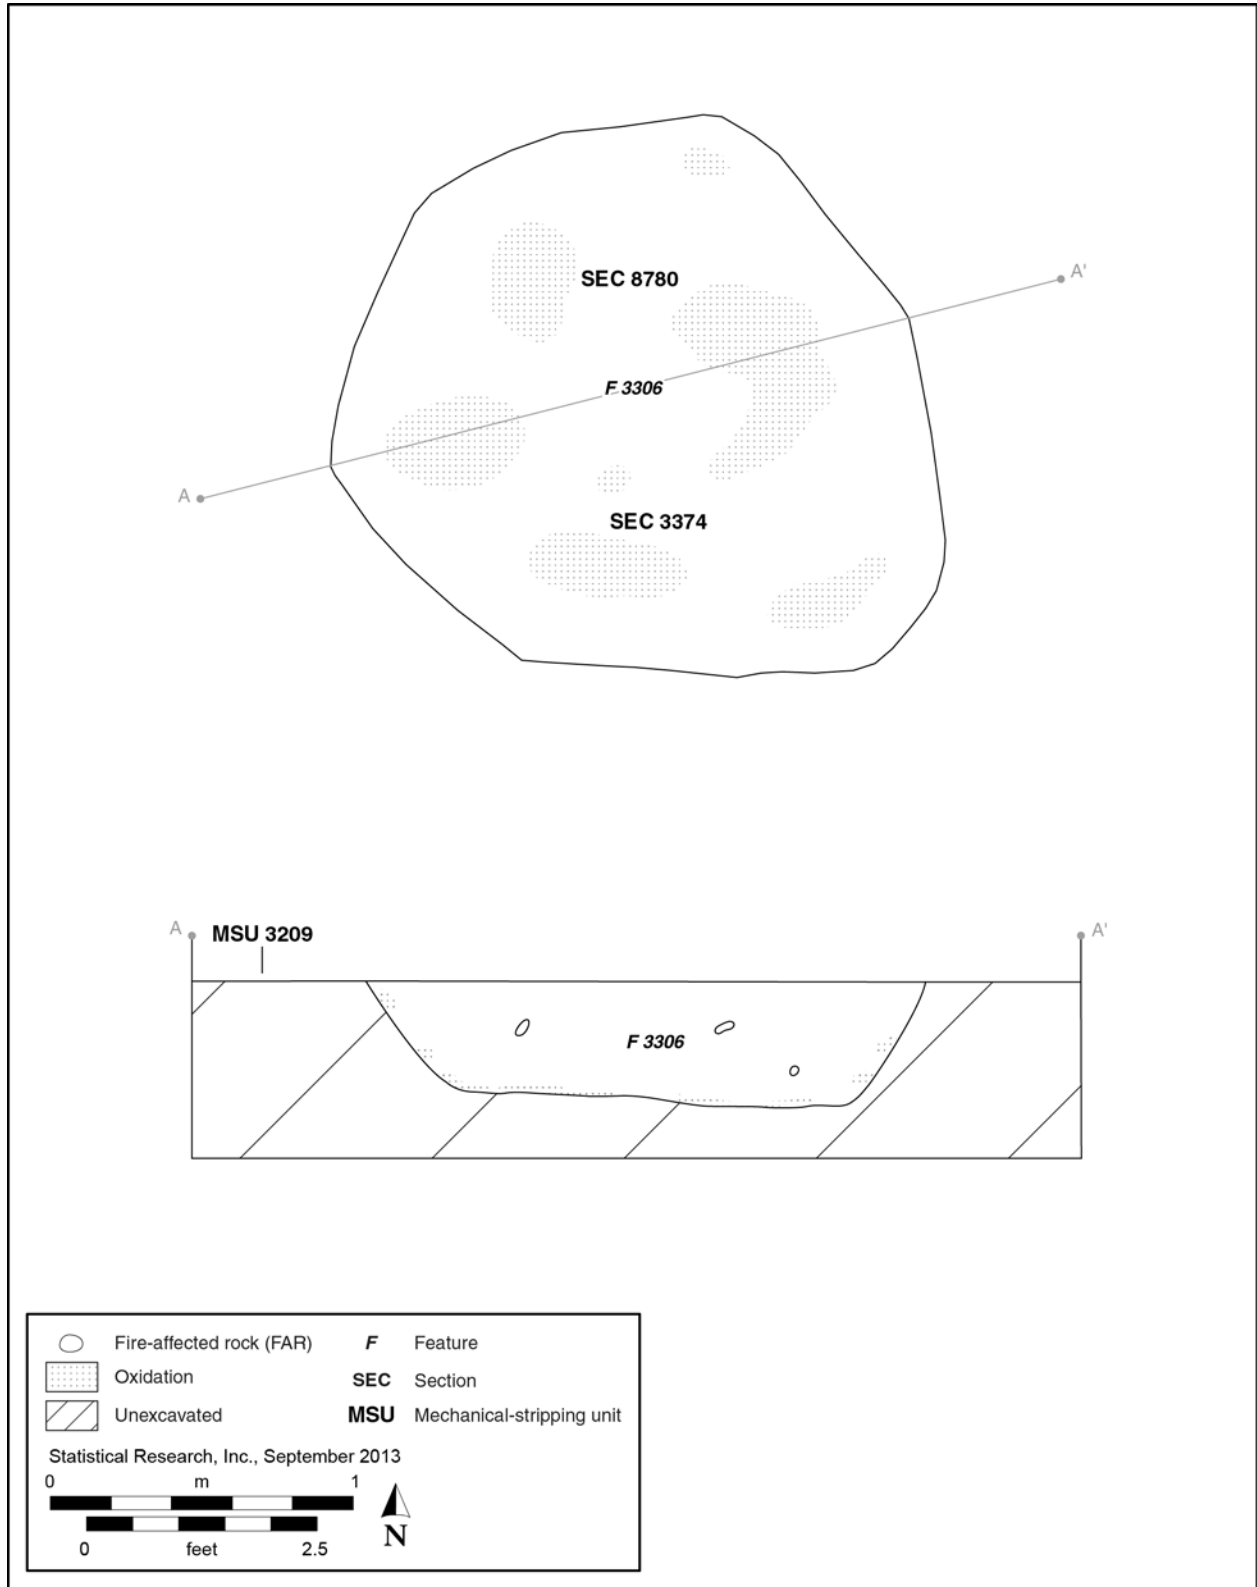 SEC 8780
A'
F 3306
A
SEC 3374
A
MSU 3209
A'
F 3306
Fire-affected rock (FAR)
F Feature
Oxidation
SEC Section
Unexcavated
MSU Mechanical-stripping unit
Statistical Research, Inc., September 2013
0 m 1
N
0 feet 2.5